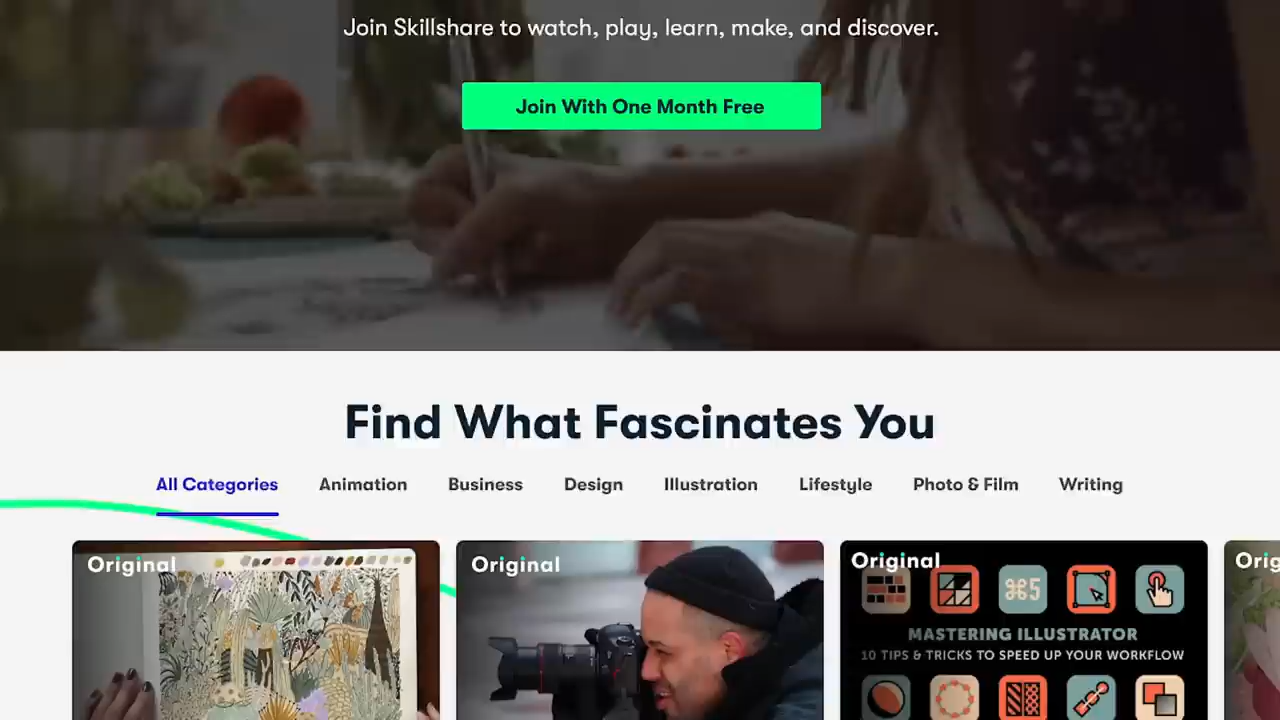 Join Skillshare to watch, play, learn, make, and discover.
Join With One Month Free
Find What Fascinates You
All Categories Animation Business Design Illustration Lifestyle Photo & Film Writing
Original Original Original Orig
⌘5
MASTERING ILLUSTRATOR
10 TIPS & TRICKS TO SPEED UP YOUR WORKFLOW